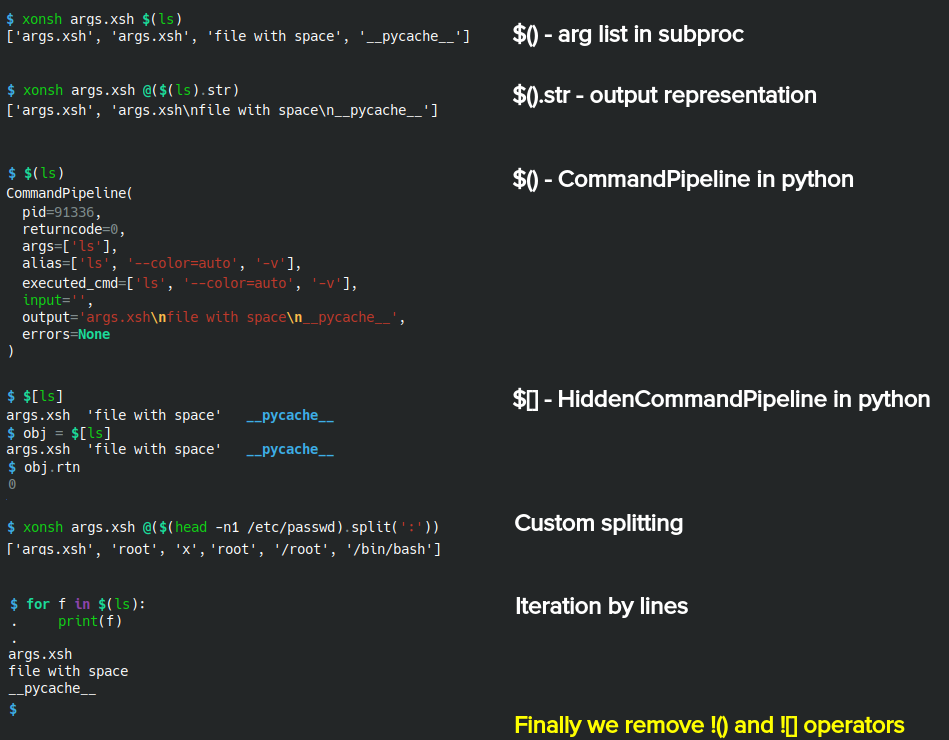 $ xonsh args.xsh $(ls)
['args.xsh', 'args.xsh', 'file with space', '__pycache__']
$() - arg list in subproc
$ xonsh args.xsh @($(ls).str)
['args.xsh', 'args.xsh\nfile with space\n__pycache__']
$().str - output representation
$ $(ls)
CommandPipeline(
  pid=91336,
  returncode=0,
  args=['ls'],
  alias=['ls', '--color=auto', '-v'],
  executed_cmd=['ls', '--color=auto', '-v'],
  input='',
  output='args.xsh\nfile with space\n__pycache__',
  errors=None
)
$() - CommandPipeline in python
$ $[ls]
args.xsh  'file with space'   __pycache__
$ obj = $[ls]
args.xsh  'file with space'   __pycache__
$ obj.rtn
0
$[] - HiddenCommandPipeline in python
$ xonsh args.xsh @($(head -n1 /etc/passwd).split(':'))
['args.xsh', 'root', 'x','root', '/root', '/bin/bash']
Custom splitting
$ for f in $(ls):
.     print(f)
.
args.xsh
file with space
__pycache__
$
Iteration by lines
Finally we remove !() and ![] operators